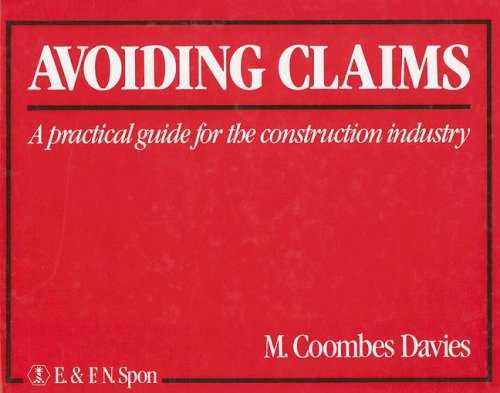 AVOIDING CLAIMS
A practical guide for the construction industry
M. Coombes Davies
E. & F. N. Spon